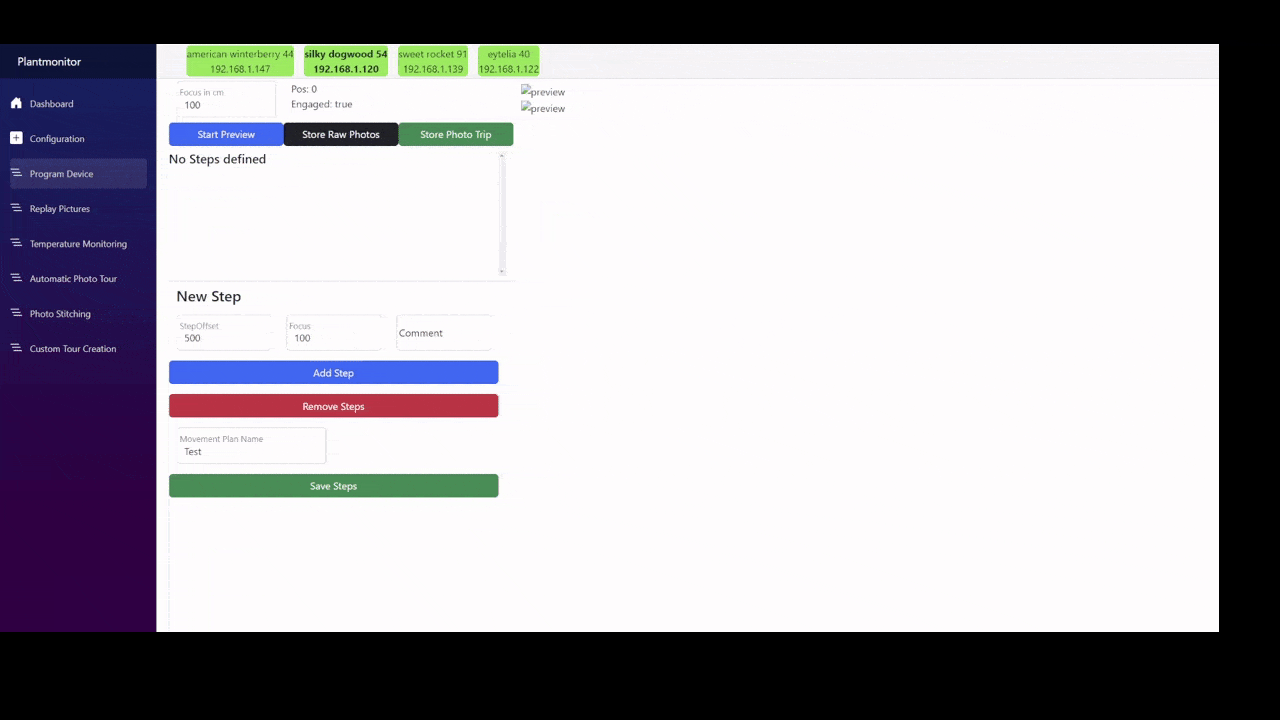 Plantmonitor
american winterberry 44
192.168.1.147
silky dogwood 54
192.168.1.120
sweet rocket 91
192.168.1.139
eytelia 40
192.168.1.122
Dashboard
Configuration
Program Device
Replay Pictures
Temperature Monitoring
Automatic Photo Tour
Photo Stitching
Custom Tour Creation
Focus in cm
100
Pos: 0
Engaged: true
preview
preview
Start Preview
Store Raw Photos
Store Photo Trip
No Steps defined
New Step
StepOffset
500
Focus
100
Comment
Add Step
Remove Steps
Movement Plan Name
Test
Save Steps